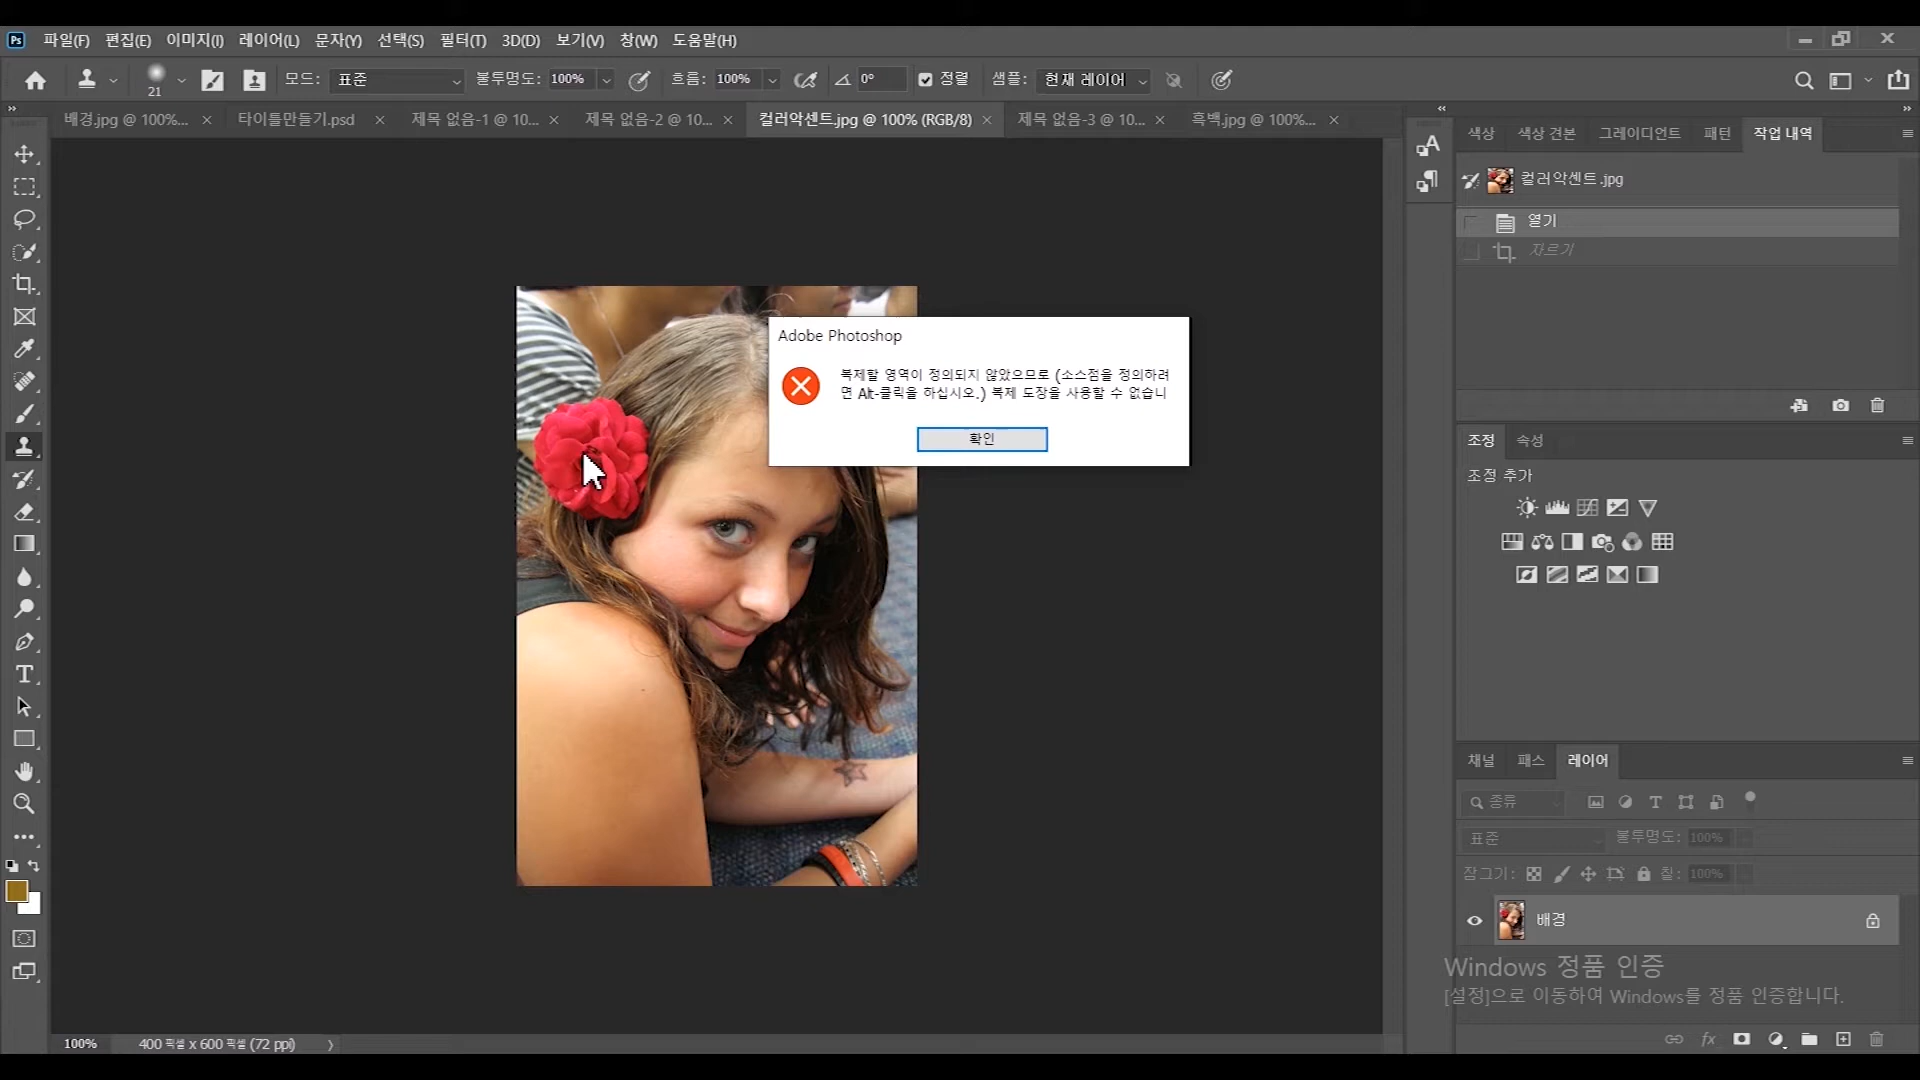 Ps 파일(F) 편집(E) 이미지(I) 레이어(L) 문자(Y) 선택(S) 필터(T) 3D(D) 보기(V) 창(W) 도움말(H)
21 모드: 표준 불투명도: 100% 흐름: 100% 0° 정렬 샘플: 현재 레이어
배경.jpg @ 100%... 타이틀만들기.psd 제목 없음-1 @ 10... 제목 없음-2 @ 10... 컬러악센트.jpg @ 100% (RGB/8) 제목 없음-3 @ 10... 흑백.jpg @ 100%...
색상 색상 견본 그레이디언트 패턴 작업 내역
컬러악센트.jpg
열기
자르기
Adobe Photoshop
복제할 영역이 정의되지 않았으므로 (소스점을 정의하려
면 Alt-클릭을 하십시오.) 복제 도장을 사용할 수 없습니
확인
조정 속성
조정 추가
채널 패스 레이어
종류
표준 불투명도: 100%
잠그기: 칠: 100%
배경
Windows 정품 인증
[설정]으로 이동하여 Windows를 정품 인증합니다.
fx
100% 400 픽셀 x 600 픽셀 (72 ppi)